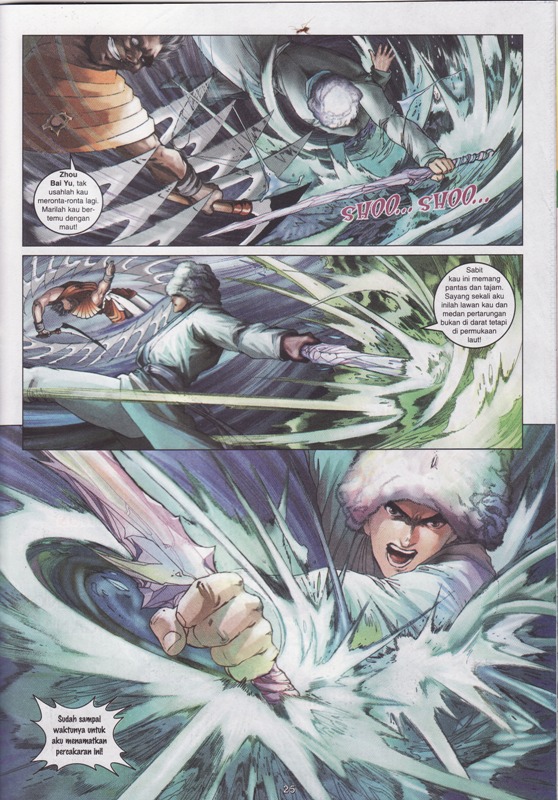 Zhou
Bai Yu, tak
usahlah kau
meronta-ronta lagi.
Marilah kau ber-
temu dengan
maut!
SHOO... SHOO...
Sabit
kau ini memang
pantas dan tajam.
Sayang sekali aku
inilah lawan kau dan
medan pertarungan
bukan di darat tetapi
di permukaan
laut!
Sudah sampai
waktunya untuk
aku menamatkan
percakaran ini!
25